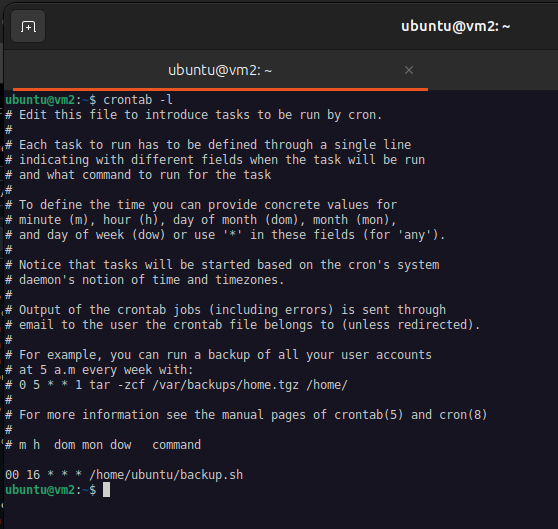 ubuntu@vm2: ~
ubuntu@vm2: ~ ×
ubuntu@vm2:~$ crontab -l
# Edit this file to introduce tasks to be run by cron.
#
# Each task to run has to be defined through a single line
# indicating with different fields when the task will be run
# and what command to run for the task
#
# To define the time you can provide concrete values for
# minute (m), hour (h), day of month (dom), month (mon),
# and day of week (dow) or use '*' in these fields (for 'any').
#
# Notice that tasks will be started based on the cron's system
# daemon's notion of time and timezones.
#
# Output of the crontab jobs (including errors) is sent through
# email to the user the crontab file belongs to (unless redirected).
#
# For example, you can run a backup of all your user accounts
# at 5 a.m every week with:
# 0 5 * * 1 tar -zcf /var/backups/home.tgz /home/
#
# For more information see the manual pages of crontab(5) and cron(8)
#
# m h  dom mon dow   command
00 16 * * * /home/ubuntu/backup.sh
ubuntu@vm2:~$